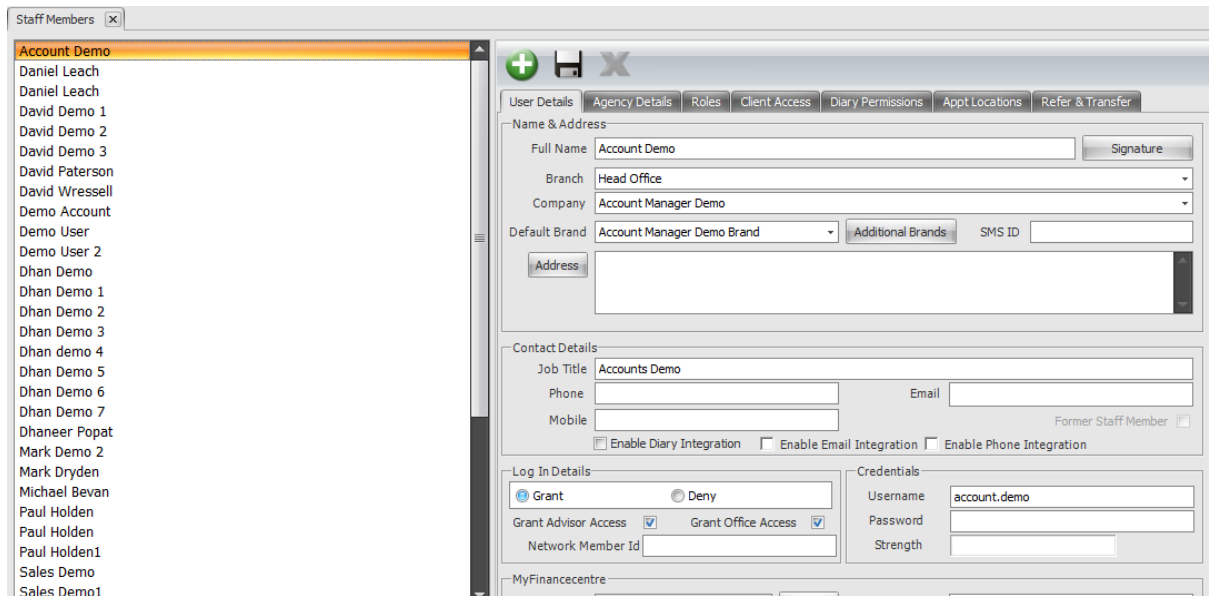 Staff Members
Account Demo
Daniel Leach
Daniel Leach
David Demo 1
David Demo 2
David Demo 3
David Paterson
David Wressell
Demo Account
Demo User
Demo User 2
Dhan Demo
Dhan Demo 1
Dhan Demo 2
Dhan Demo 3
Dhan demo 4
Dhan Demo 5
Dhan Demo 6
Dhan Demo 7
Dhaneer Popat
Mark Demo 2
Mark Dryden
Michael Bevan
Paul Holden
Paul Holden
Paul Holden1
Sales Demo
Sales Demo1
User Details Agency Details Roles Client Access Diary Permissions Appt Locations Refer & Transfer
Name & Address
Full Name Account Demo Signature
Branch Head Office
Company Account Manager Demo
Default Brand Account Manager Demo Brand Additional Brands SMS ID
Address
Contact Details
Job Title Accounts Demo
Phone Email
Mobile Former Staff Member
Enable Diary Integration Enable Email Integration Enable Phone Integration
Log In Details
Grant Deny
Grant Advisor Access Grant Office Access
Network Member Id
Credentials
Username account.demo
Password
Strength
MyFinancecentre